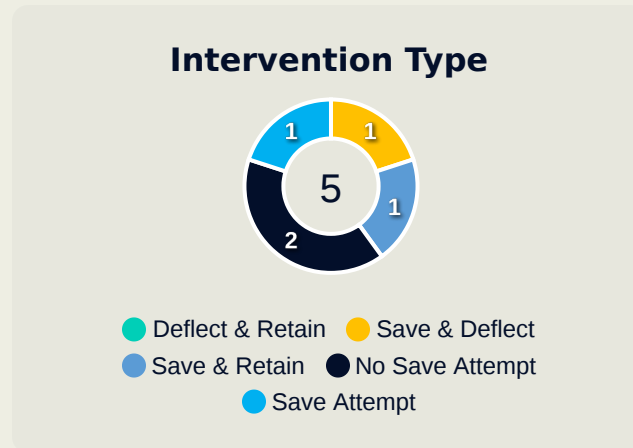 Intervention Type
1 1
5 1
2
Deflect & Retain Save & Deflect
Save & Retain No Save Attempt
Save Attempt